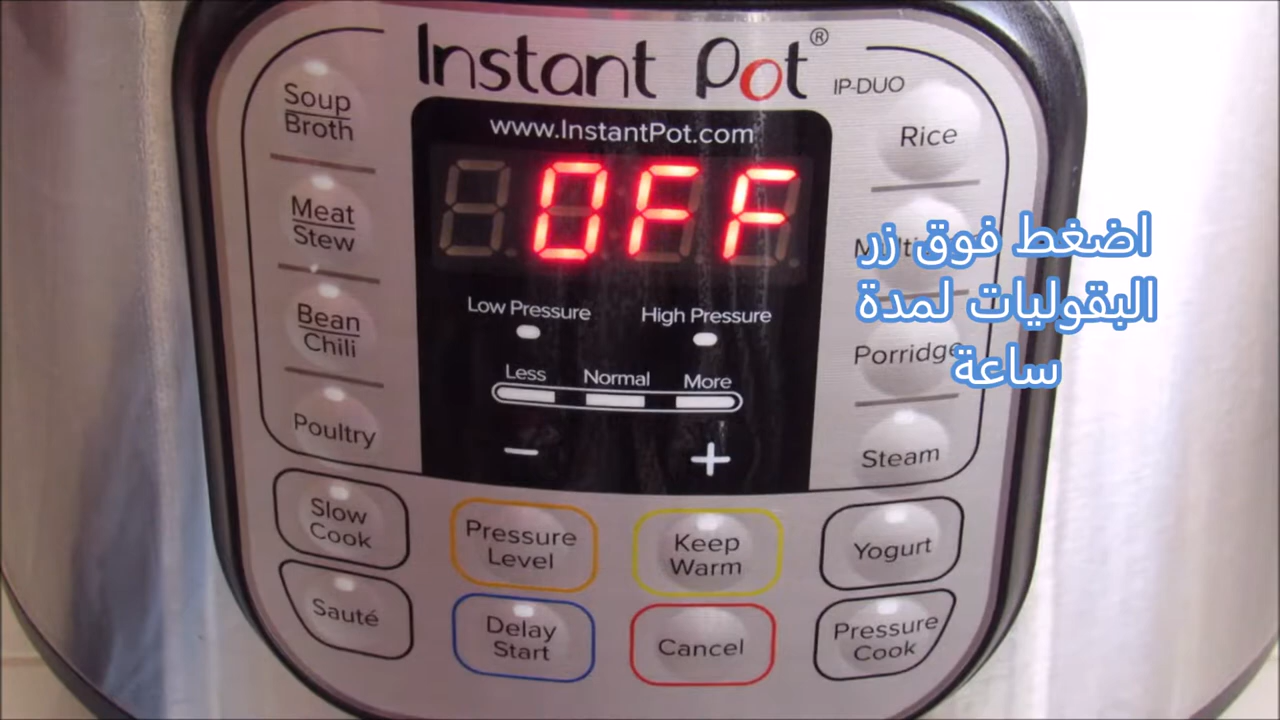 Instant Pot®
IP-DUO
www.InstantPot.com
OFF
Soup
Broth
Meat
Stew
Bean
Chili
Poultry
Low Pressure
High Pressure
Less Normal More
− +
Rice
Porridge
Steam
اضغط فوق زر
البقوليات لمدة
ساعة
Slow
Cook
Sauté
Pressure
Level
Keep
Warm
Yogurt
Delay
Start
Cancel
Pressure
Cook